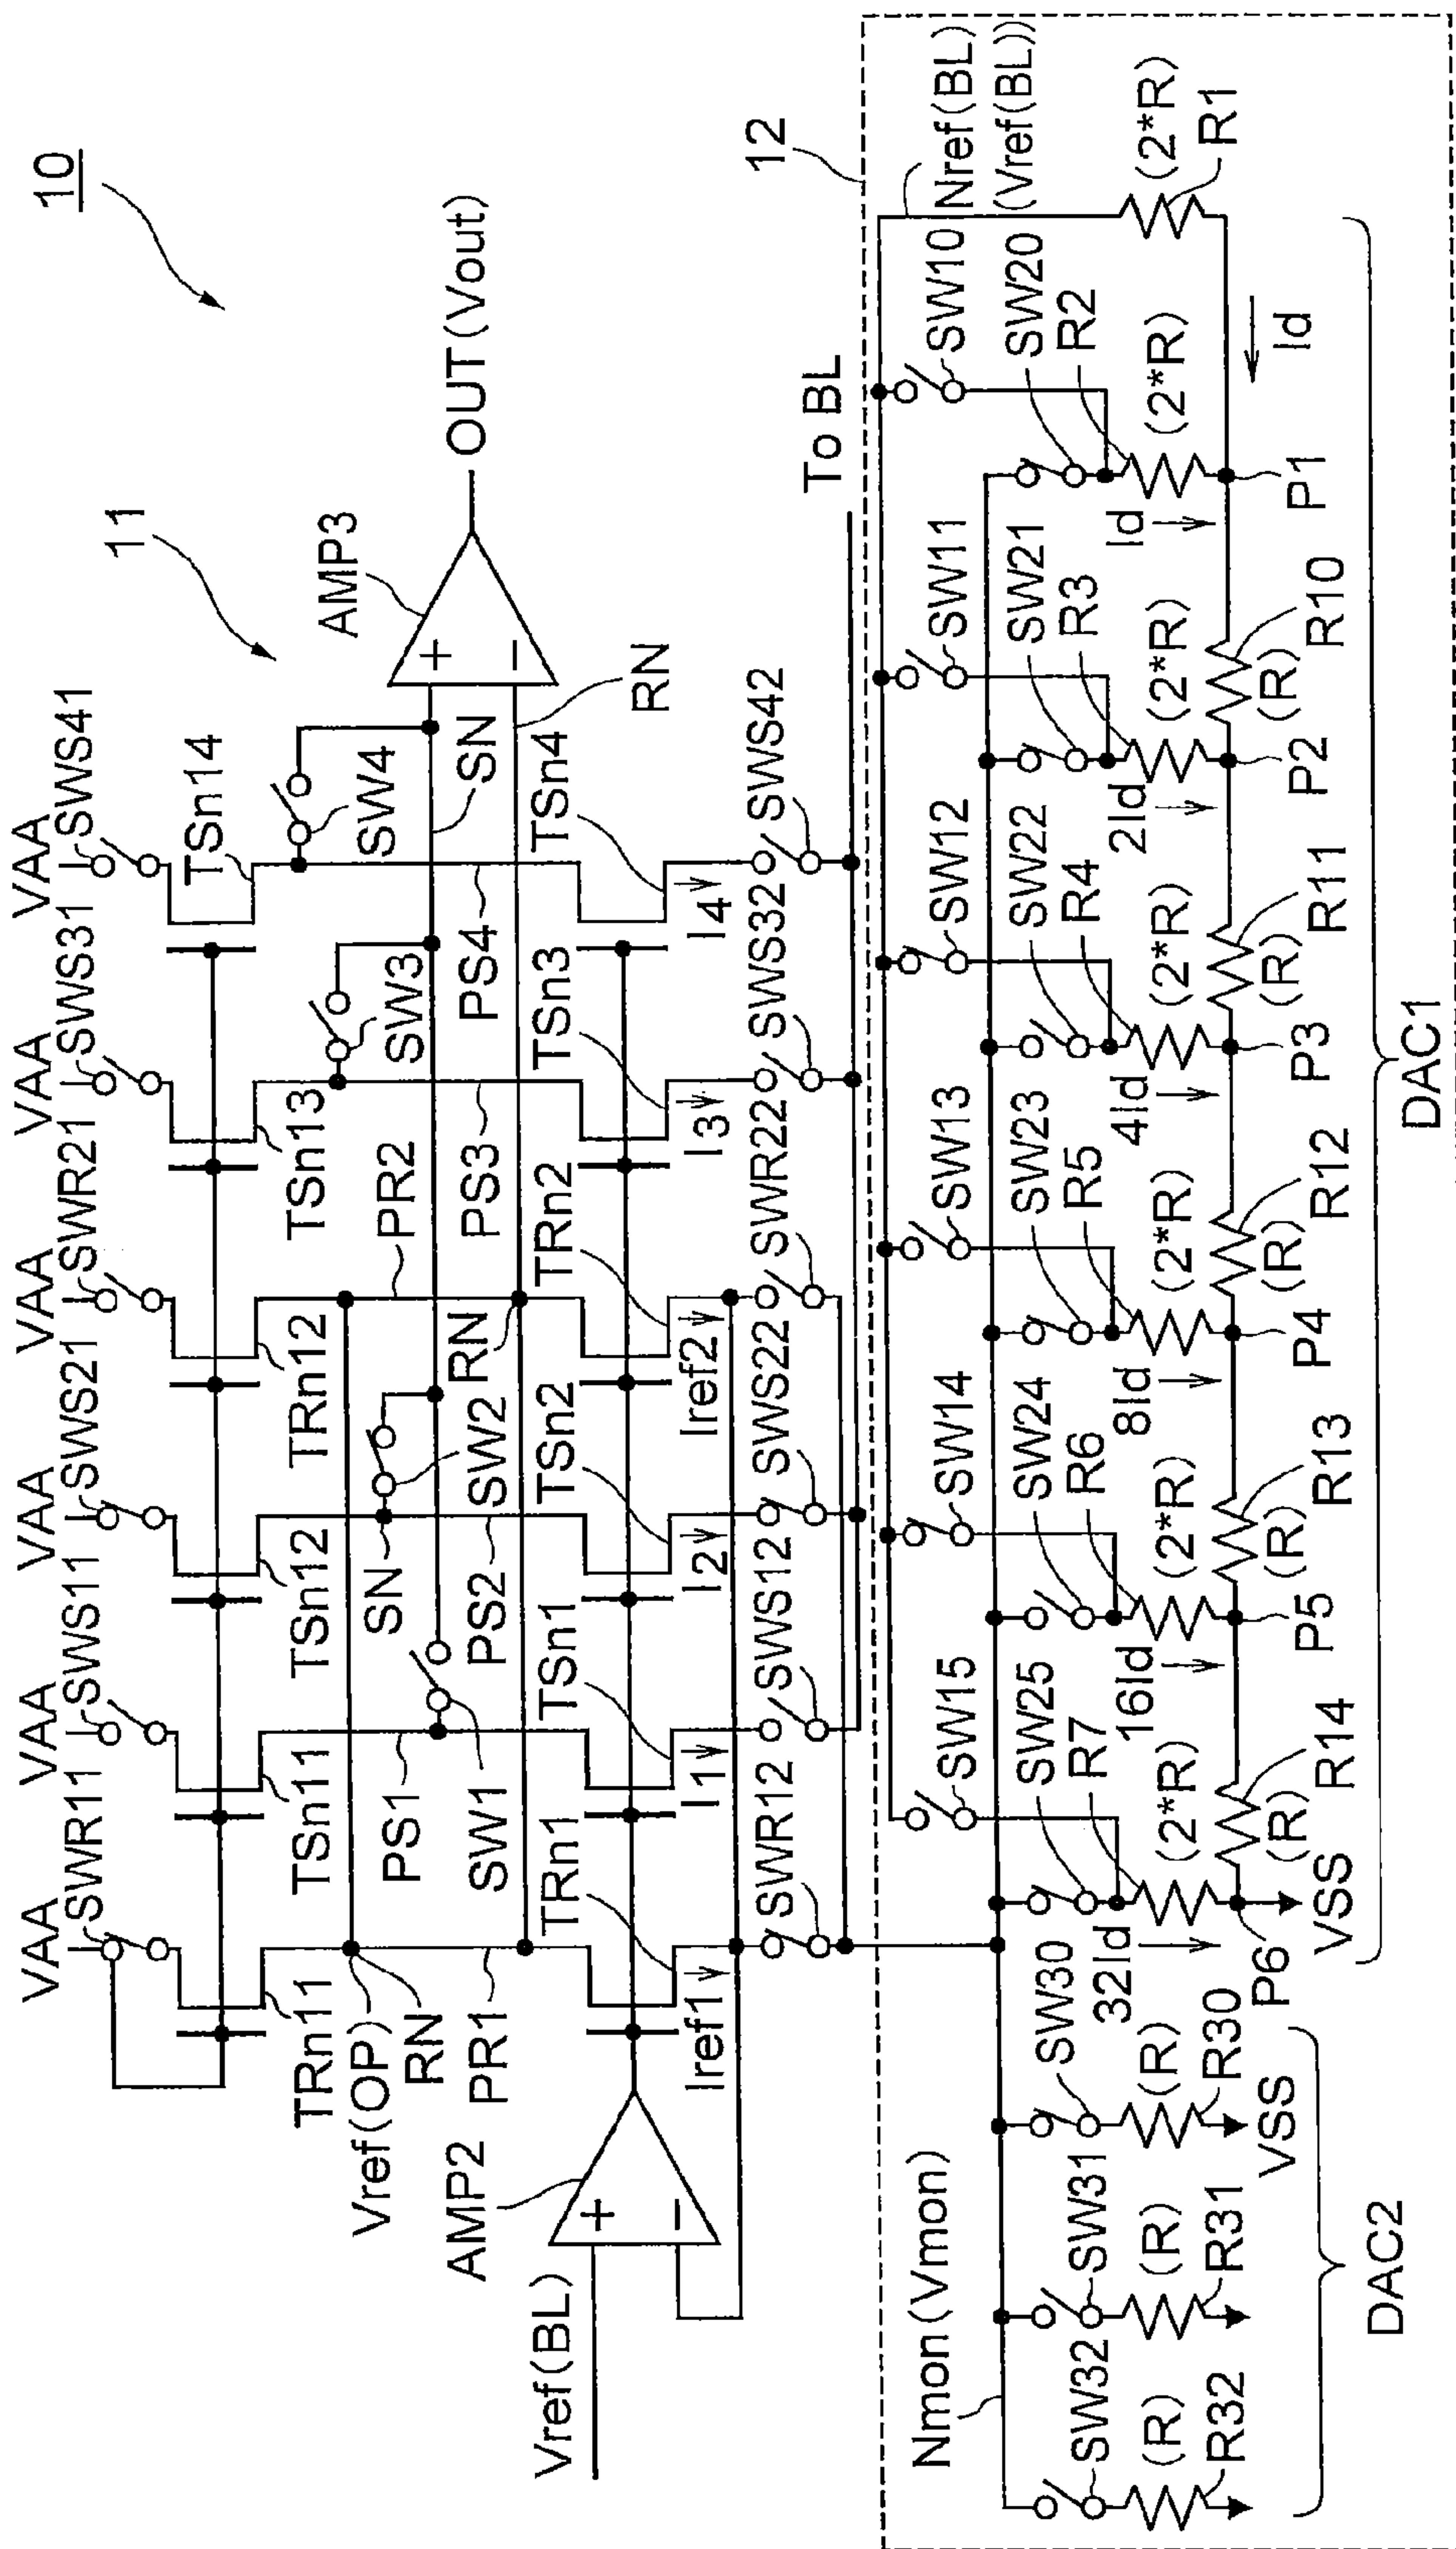 10
11
VAA
VAA
VAA
VAA
VAA
VAA
SWR11
SWS11
SWS21
SWR21
SWS31
SWS41
TRn11
TSn11
TSn12
TRn12
TSn13
TSn14
Vref(OP)
RN
PR1
PS1
SW1
SN
PS2
SW2
RN
PR2
PS3
SW3
PS4
SW4
SN
RN
AMP3
OUT(Vout)
Vref(BL)
AMP2
TRn1
TSn1
TSn2
TRn2
TSn3
TSn4
Iref1
I1
I2
Iref2
I3
I4
SWR12
SWS12
SWS22
SWR22
SWS32
SWS42
To BL
12
Nref(BL)
(Vref(BL))
Nmon(Vmon)
SW15
SW14
SW13
SW12
SW11
SW10
SW32
SW31
SW30
SW25
SW24
SW23
SW22
SW21
SW20
R7
R6
R5
R4
R3
R2
(R)
(R)
(R)
R32
R31
R30
32Id
16Id
8Id
4Id
2Id
Id
Id
(2*R)
(2*R)
(2*R)
(2*R)
(2*R)
(2*R)
(2*R)
R1
(R)
(R)
(R)
(R)
(R)
R14
R13
R12
R11
R10
P6
P5
P4
P3
P2
P1
VSS
VSS
DAC2
DAC1